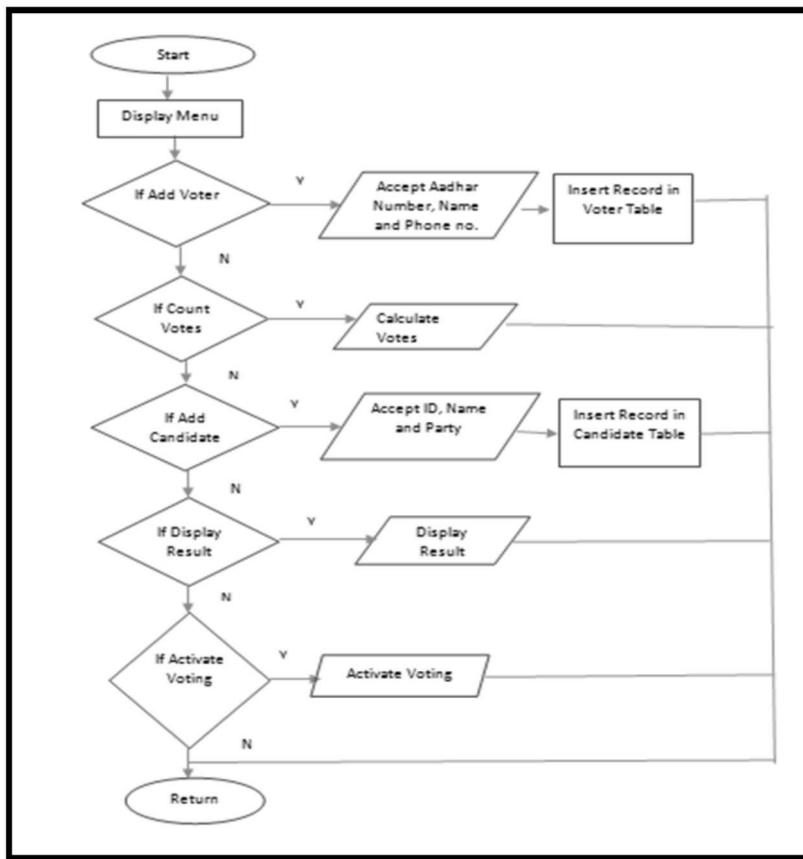 Start
Display Menu
If Add Voter
Y
Accept Aadhar
Number, Name
and Phone no.
Insert Record in
Voter Table
N
If Count
Votes
Y
Calculate
Votes
N
If Add
Candidate
Y
Accept ID, Name
and Party
Insert Record in
Candidate Table
N
If Display
Result
Y
Display
Result
N
If Activate
Voting
Y
Activate Voting
N
Return